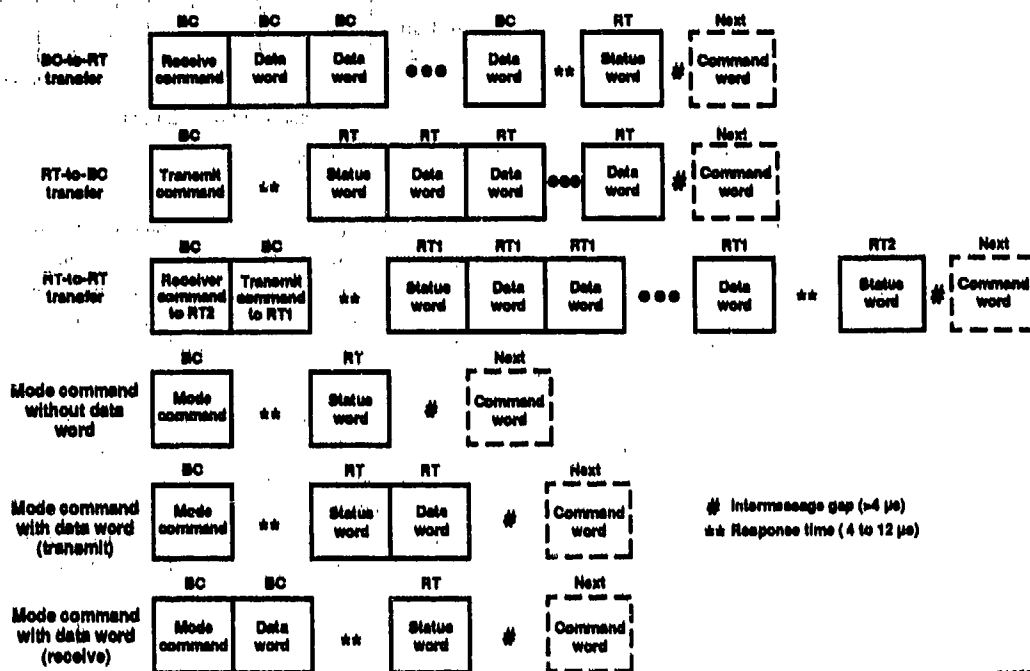 BC BC BC BC RT Next
BC-to-RT transfer
Receive command Data word Data word ●●● Data word ** Status word # Command word
BC RT RT RT RT Next
RT-to-BC transfer
Transmit command ** Status word Data word Data word ●●● Data word # Command word
BC BC RT1 RT1 RT1 RT1 RT2 Next
RT-to-RT transfer
Receiver command to RT2 Transmit command to RT1 ** Status word Data word Data word ●●● Data word ** Status word # Command word
BC RT Next
Mode command without data word
Mode command ** Status word # Command word
BC RT RT Next
Mode command with data word (transmit)
Mode command ** Status word Data word # Command word
# Intermessage gap (>4 µs)
** Response time (4 to 12 µs)
BC BC RT Next
Mode command with data word (receive)
Mode command Data word ** Status word # Command word